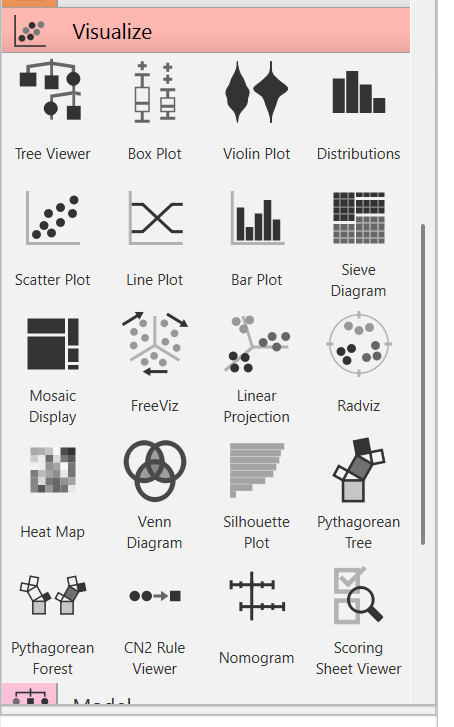 Visualize
Tree Viewer
Box Plot
Violin Plot
Distributions
Scatter Plot
Line Plot
Bar Plot
Sieve
Diagram
Mosaic
Display
FreeViz
Linear
Projection
Radviz
Heat Map
Venn
Diagram
Silhouette
Plot
Pythagorean
Tree
Pythagorean
Forest
CN2 Rule
Viewer
Nomogram
Scoring
Sheet Viewer
Model